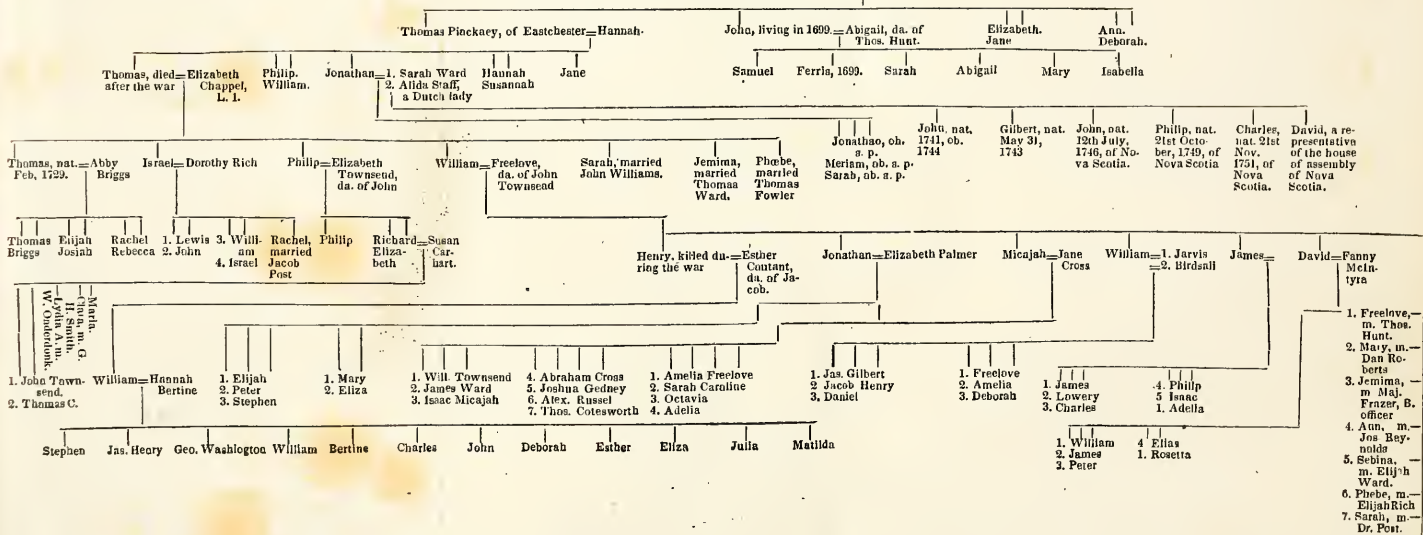 Thomas Pinckney, of Eastchester=Hannah.
John, living in 1699.=Abigail, da. of
Thos. Hunt.
Elizabeth.
Jane
Ann.
Deborah.
Thomas, died=Elizabeth
after the war
Chappel,
L. I.
Philip.
William.
Jonathan=1. Sarah Ward
2. Alida Staff,
a Dutch lady
Hannah
Susannah
Jane
Samuel
Ferris, 1699.
Sarah
Abigail
Mary
Isabella
Jonathan, ob.
s. p.
Meriam, ob. s. p.
Sarah, ob. s. p.
John, nat.
1741, ob.
1744
Gilbert, nat.
May 31,
1743
John, nat.
12th July,
1746, of No-
va Scotia.
Philip, nat.
21st Octo-
ber, 1749, of
Nova Scotia
Charles,
nat. 21st
Nov.
1751, of
Nova
Scotia.
David, a re-
presentative
of the house
of assembly
of Nova
Scotia.
Thomas, nat.=Abby
Feb, 1729.
Briggs
Israel=Dorothy Rich
Philip=Elizabeth
Townsend,
da. of John
William=Freelove,
da. of John
Townsend
Sarah, married
John Williams.
Jemima,
married
Thomas
Ward.
Phœbe,
married
Thomas
Fowler
Thomas
Briggs
Elijah
Josiah
Rachel
Rebecca
1. Lewis
2. John
3. Willi-
am
4. Israel
Rachel,
married
Jacob
Post
Philip
Richard=Susan
Eliza-
beth
Car-
hart.
Henry, killed du-=Esther
ring the war
Coutant,
da. of Ja-
cob.
Jonathan=Elizabeth Palmer
Micajah=Jane
Cross
William=1. Jarvis
=2. Birdsall
James=
David=Fanny
McIn-
tyra
Maria.
Clara, m. G.
H. Smith.
Lydia A. m.
W. Onderdonk.
1. John Town-
send.
2. Thomas C.
William=Hannah
Bertine
1. Elijah
2. Peter
3. Stephen
1. Mary
2. Eliza
1. Will. Townsend
2. James Ward
3. Isaac Micajah
4. Abraham Cross
5. Joshua Gedney
6. Alex. Russel
7. Thos. Cotesworth
1. Amelia Freelove
2. Sarah Caroline
3. Octavia
4. Adelia
1. Jas. Gilbert
2 Jacob Henry
3, Daniel
1. Freelove
2. Amelia
3. Deborah
1. James
2. Lowery
3. Charles
4. Philip
5 Isaac
1. Adella
1. Freelove,—
m. Thos.
Hunt.
2. Mary, m.—
Dan Ro-
berts
3. Jemima,—
m Maj.
Frazer, B.
officer
4. Ann, m.—
Jos Rey-
nolds
5. Sebina, —
m. Elijah
Ward.
6. Phebe, m.—
Elijah Rich
7. Sarah, m.—
Dr. Post.
1. William
2. James
3. Peter
4 Elias
1. Rosetta
Stephen
Jas. Henry
Geo. Washington
William
Bertine
Charles
John
Deborah
Esther
Eliza
Julia
Matilda